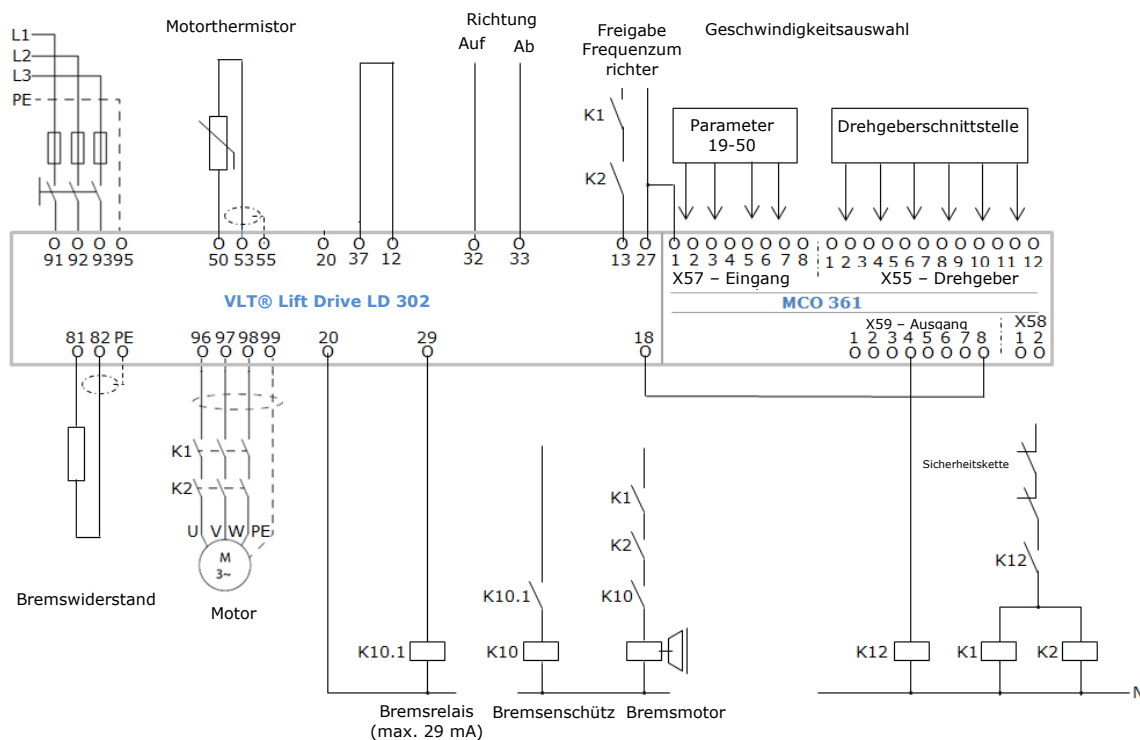 L1
L2
L3
PE
Motorthermistor
Richtung
Auf
Ab
Freigabe
Frequenzum
richter
Geschwindigkeitsauswahl
K1
K2
Parameter
19-50
Drehgeberschnittstelle
91 92 93 95
50 53 55
20
37
12
32
33
13 27
1 2 3 4 5 6 7 8
1 2 4 5 6 7 8 9 10 11 12
X57 – Eingang
X55 – Drehgeber
VLT® Lift Drive LD 302
MCO 361
81 82 PE
96 97 98 99
20
29
18
X59 – Ausgang
1 2 3 4 5 6 7 8
X58
1 2
K1
K2
U V W PE
M
3~
Bremswiderstand
Motor
K10.1
Bremsrelais
(max. 29 mA)
K10.1
K10
Bremsenschütz
K1
K2
K10
Bremsmotor
Sicherheitskette
K12
K12
K1
K2
N